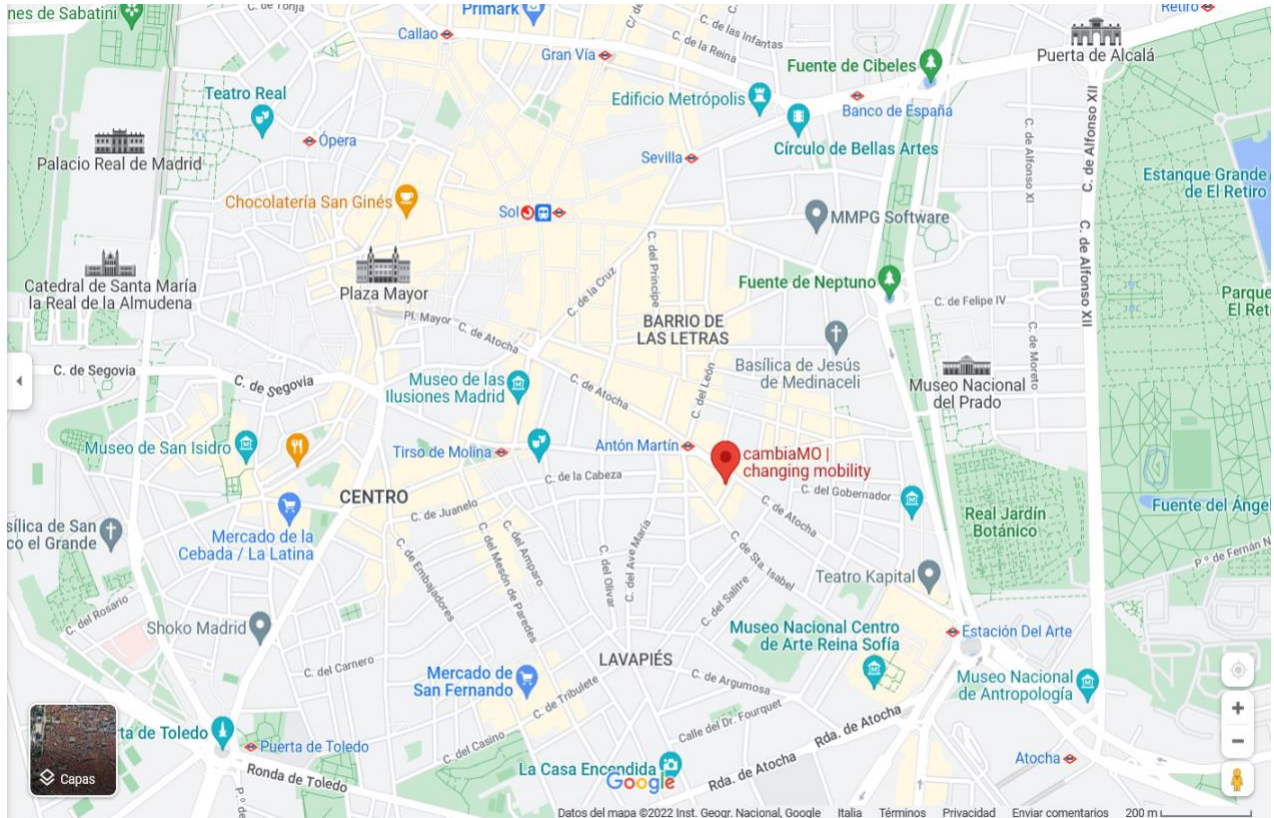 nes de Sabatini
C. de Torija
Primark
Callao
Gran Vía
C. de las Infantas
C. de la Reina
Retiro
Puerta de Alcalá
Fuente de Cibeles
Teatro Real
Edificio Metrópolis
Banco de España
Ópera
Círculo de Bellas Artes
C. de Alfonso XI
C. de Alfonso XII
Palacio Real de Madrid
Sevilla
Estanque Grande
de El Retiro
Chocolatería San Ginés
Sol
MMPG Software
C. de Alfonso XII
C. del Príncipe
C. de la Cruz
Catedral de Santa María
la Real de la Almudena
Plaza Mayor
Fuente de Neptuno
C. de Felipe IV
Parque
El Reti
Pl. Mayor
C. de Atocha
BARRIO DE
LAS LETRAS
C. de Moreto
Basílica de Jesús
de Medinaceli
C. de Segovia
C. de Segovia
Museo de las
Ilusiones Madrid
C. de Atocha
C. del León
Museo Nacional
del Prado
Museo de San Isidro
Tirso de Molina
Antón Martín
cambiaMO |
changing mobility
C. de la Cabeza
C. del Gobernador
CENTRO
C. de Juanelo
C. de Atocha
Real Jardín
Botánico
Fuente del Ángel
sílica de San
co el Grande
Mercado de la
Cebada / La Latina
C. de Embajadores
C. del Mesón de Paredes
C. del Amparo
C. del Olivar
C. del Ave María
C. de Sta. Isabel
C. del Salitre
Teatro Kapital
P.º de Fernán N
C. del Rosario
Shoko Madrid
Museo Nacional Centro
de Arte Reina Sofía
Estación Del Arte
LAVAPIÉS
C. del Carnero
Mercado de
San Fernando
C. de Tribulete
C. de Argumosa
Museo Nacional
de Antropología
Calle del Dr. Fourquet
Rda. de Atocha
rta de Toledo
Puerta de Toledo
C. del Casino
Atocha
Ronda de Toledo
La Casa Encendida
Rda. de Atocha
Capas
Google
Datos del mapa ©2022 Inst. Geogr. Nacional, Google Italia Términos Privacidad Enviar comentarios 200 m